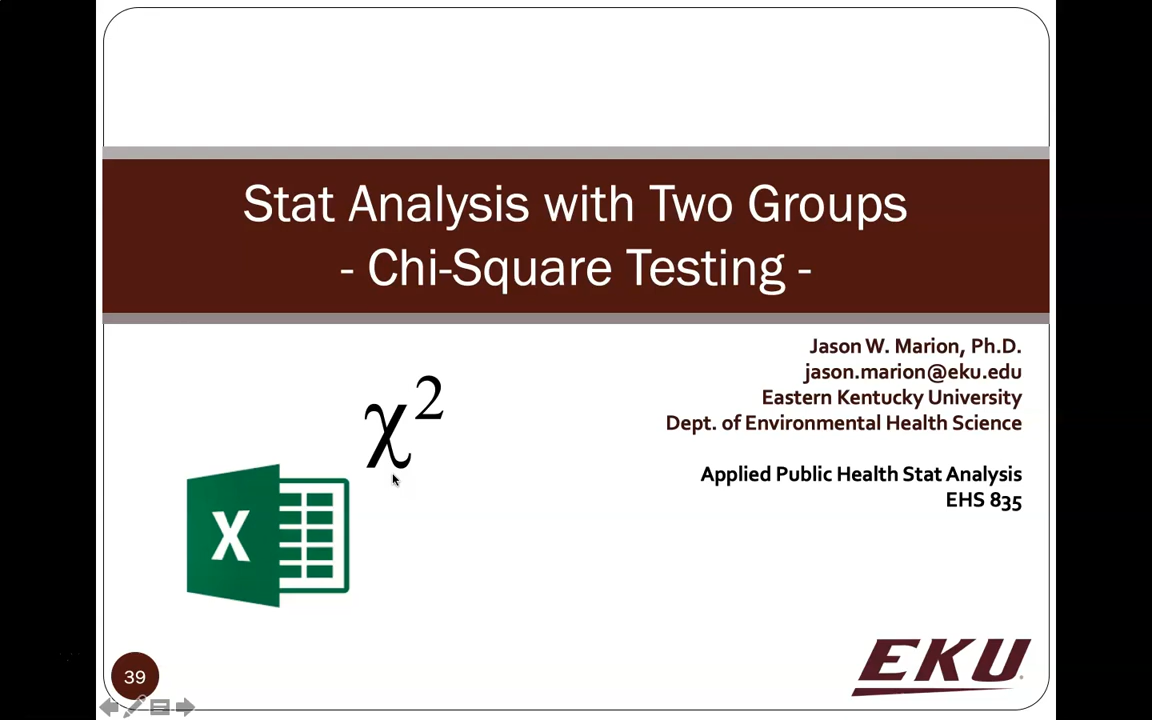 Stat Analysis with Two Groups
- Chi-Square Testing -
Jason W. Marion, Ph.D.
jason.marion@eku.edu
Eastern Kentucky University
Dept. of Environmental Health Science
χ²
Applied Public Health Stat Analysis
EHS 835
X
39
EKU